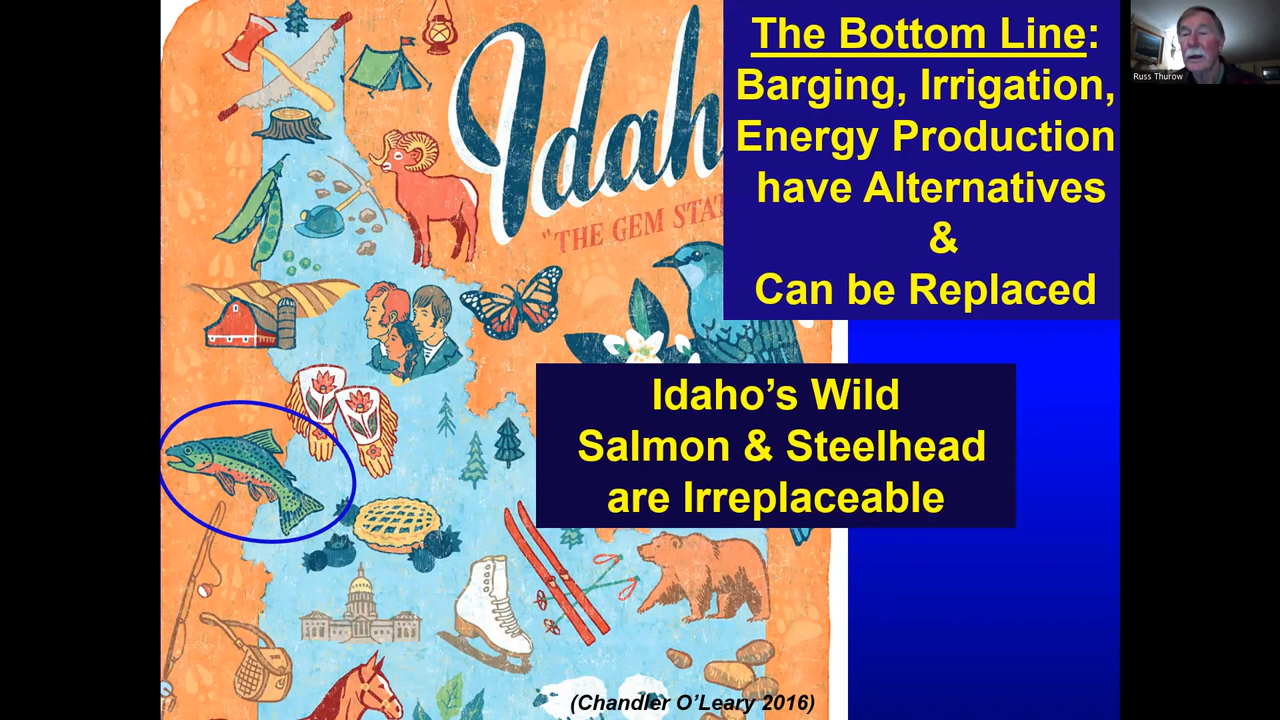 Idah
"THE GEM STAT
The Bottom Line:
Barging, Irrigation,
Energy Production
have Alternatives
&
Can be Replaced
Idaho's Wild
Salmon & Steelhead
are Irreplaceable
(Chandler O'Leary 2016)
Russ Thurow